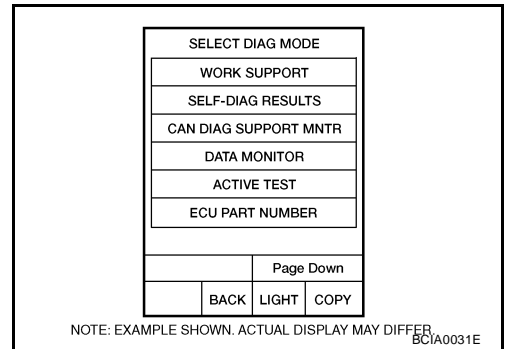 SELECT DIAG MODE
WORK SUPPORT
SELF-DIAG RESULTS
CAN DIAG SUPPORT MNTR
DATA MONITOR
ACTIVE TEST
ECU PART NUMBER
Page Down
BACK LIGHT COPY
NOTE: EXAMPLE SHOWN. ACTUAL DISPLAY MAY DIFFER.
BCIA0031E